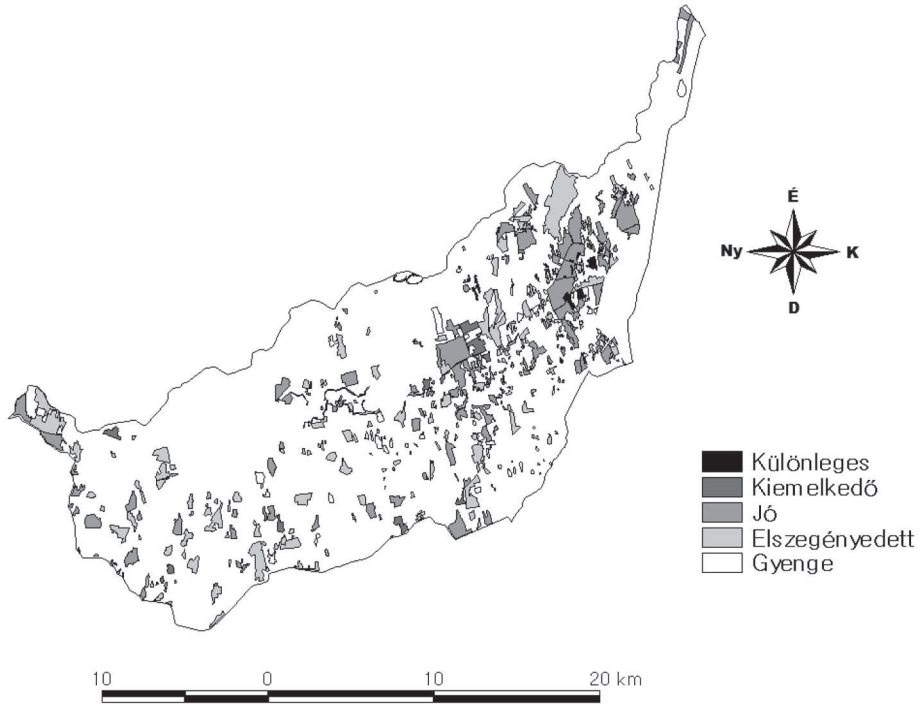 É
Ny K
D
Különleges
Kiemelkedő
Jó
Elszegényedett
Gyenge
10 0 10 20 km